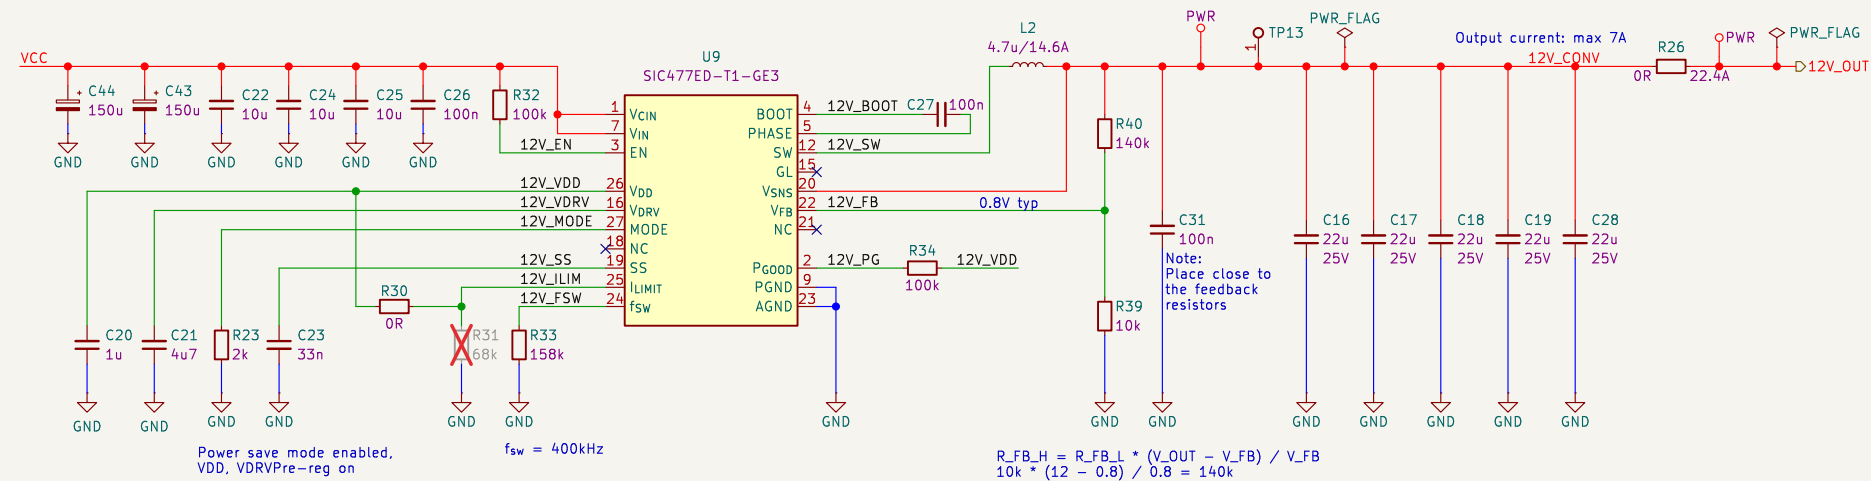 VCC
C44
150u
GND
C43
150u
GND
C22
10u
GND
C24
10u
GND
C25
10u
GND
C26
100n
GND
R32
100k
U9
SIC477ED-T1-GE3
1 VCIN
7 VIN
3 EN
26 VDD
16 VDRV
27 MODE
18 NC
19 SS
25 ILIMIT
24 fSW
BOOT 4
PHASE 5
SW 12
GL 15
VSNS 20
VFB 22
NC 21
PGOOD 2
PGND 9
AGND 23
12V_EN
12V_VDD
12V_VDRV
12V_MODE
12V_SS
12V_ILIM
12V_FSW
12V_BOOT
C27
100n
12V_SW
12V_FB
0.8V typ
12V_PG
R34
100k
12V_VDD
L2
4.7u/14.6A
PWR
TP13
1
PWR_FLAG
Output current: max 7A
12V_CONV
R26
0R
22.4A
PWR
PWR_FLAG
12V_OUT
R40
140k
R39
10k
GND
C31
100n
Note:
Place close to
the feedback
resistors
GND
C16
22u
25V
GND
C17
22u
25V
GND
C18
22u
25V
GND
C19
22u
25V
GND
C28
22u
25V
GND
C20
1u
GND
C21
4u7
GND
R23
2k
GND
C23
33n
GND
R30
0R
R31
68k
GND
R33
158k
GND
GND
Power save mode enabled,
VDD, VDRVPre-reg on
fsw = 400kHz
R_FB_H = R_FB_L * (V_OUT - V_FB) / V_FB
10k * (12 - 0.8) / 0.8 = 140k